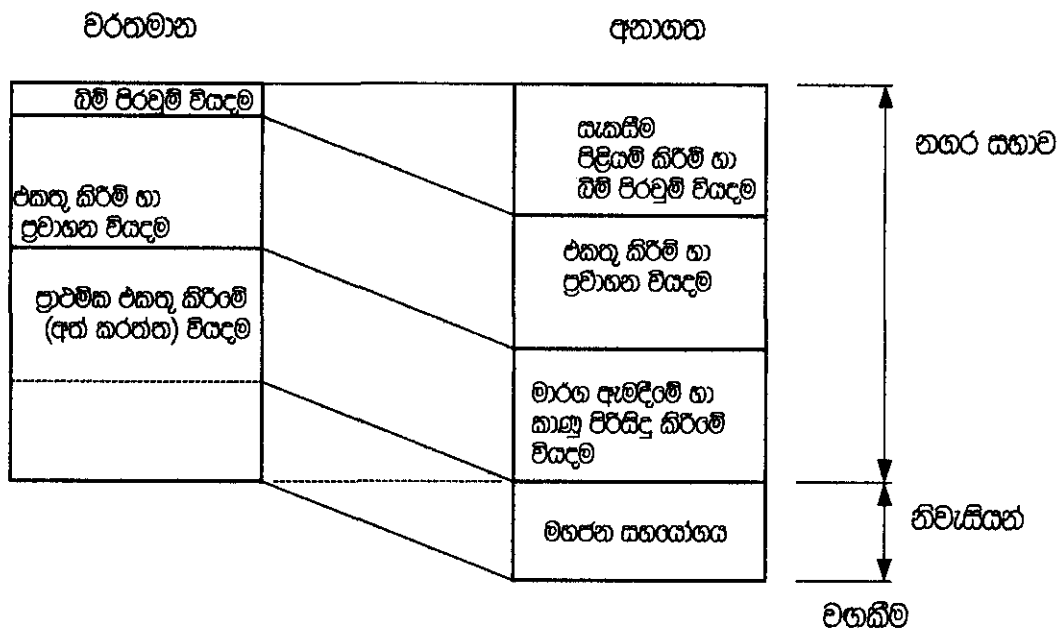 වර්තමාන
අනාගත
බිම් පිරවුම් වියදම
එකතු කිරීම් හා
ප්‍රවාහන වියදම
ප්‍රාථමික එකතු කිරීමේ
(අත් කරත්ත) වියදම
සැකසීම
පිළියම් කිරීම් හා
බිම් පිරවුම් වියදම
එකතු කිරීම් හා
ප්‍රවාහන වියදම
මාර්ග ඇමදීමේ හා
කාණු පිරිසිදු කිරීමේ
වියදම
මහජන සහයෝගය
නගර සභාව
නිවැසියන්
වගකීම